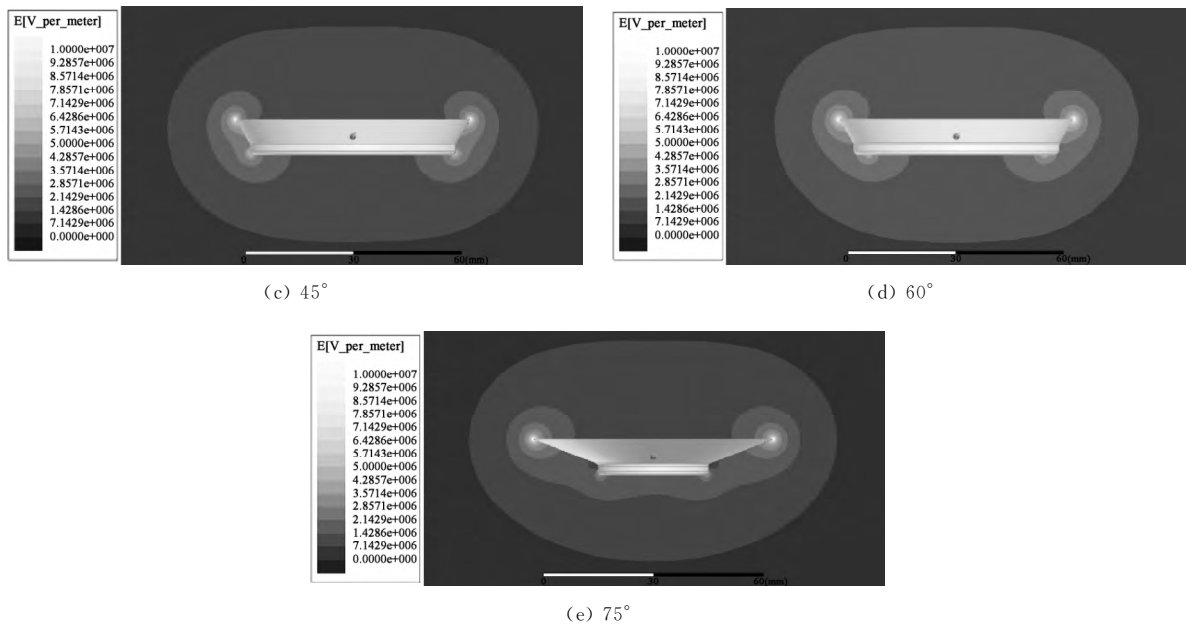 E[V_per_meter]
1.0000e+007
9.2857e+006
8.5714e+006
7.8571e+006
7.1429e+006
6.4286e+006
5.7143e+006
5.0000e+006
4.2857e+006
3.5714e+006
2.8571e+006
2.1429e+006
1.4286e+006
7.1429e+006
0.0000e+000
0
30
60(mm)
(c) 45°
E[V_per_meter]
1.0000e+007
9.2857e+006
8.5714e+006
7.8571e+006
7.1429e+006
6.4286e+006
5.7143e+006
5.0000e+006
4.2857e+006
3.5714e+006
2.8571e+006
2.1429e+006
1.4286e+006
7.1429e+006
0.0000e+000
0
30
60(mm)
(d) 60°
E[V_per_meter]
1.0000e+007
9.2857e+006
8.5714e+006
7.8571e+006
7.1429e+006
6.4286e+006
5.7143e+006
5.0000e+006
4.2857e+006
3.5714e+006
2.8571e+006
2.1429e+006
1.4286e+006
7.1429e+006
0.0000e+000
0
30
60(mm)
(e) 75°